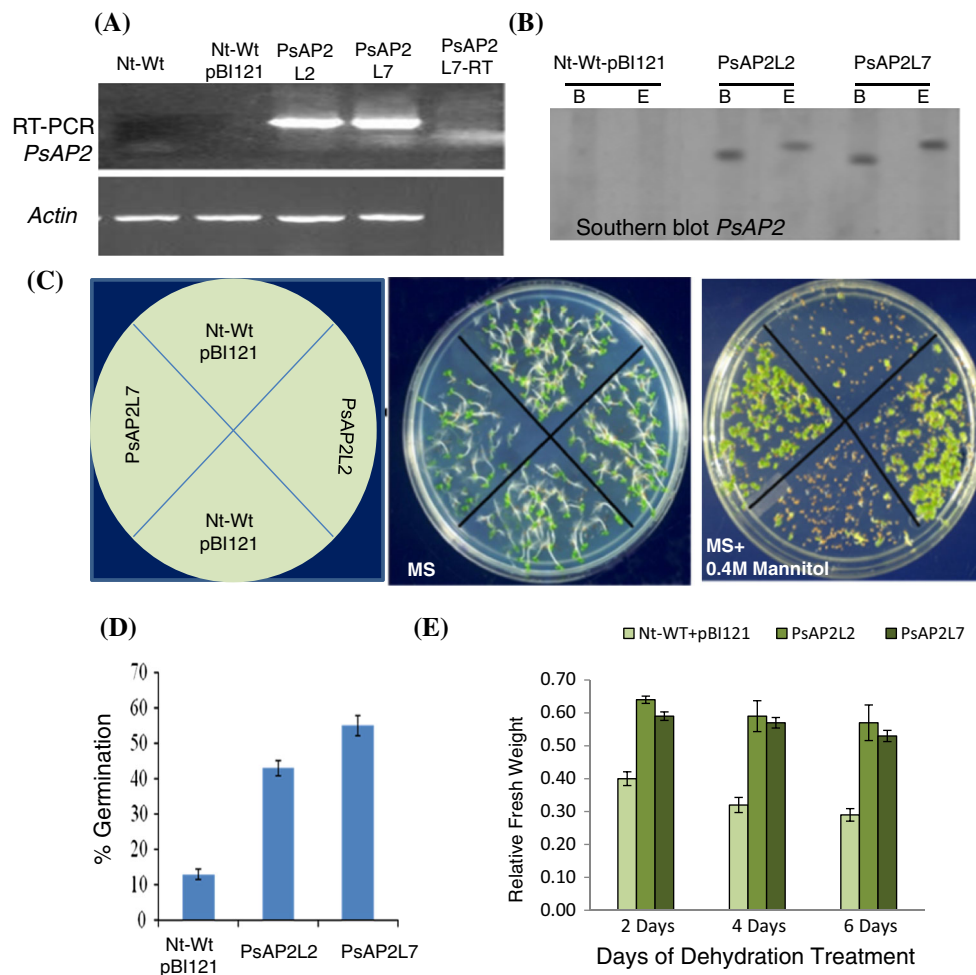 (A)
Nt-Wt
Nt-Wt
pBI121
PsAP2
L2
PsAP2
L7
PsAP2
L7-RT
RT-PCR
PsAP2
Actin
(B)
Nt-Wt-pBI121
PsAP2L2
PsAP2L7
B
E
B
E
B
E
Southern blot PsAP2
(C)
Nt-Wt
pBI121
PsAP2L7
PsAP2L2
Nt-Wt
pBI121
MS
MS+
0.4M Mannitol
(D)
% Germination
70
60
50
40
30
20
10
0
Nt-Wt
pBI121
PsAP2L2
PsAP2L7
(E)
Nt-WT+pBI121
PsAP2L2
PsAP2L7
Relative Fresh Weight
0.70
0.60
0.50
0.40
0.30
0.20
0.10
0.00
2 Days
4 Days
6 Days
Days of Dehydration Treatment